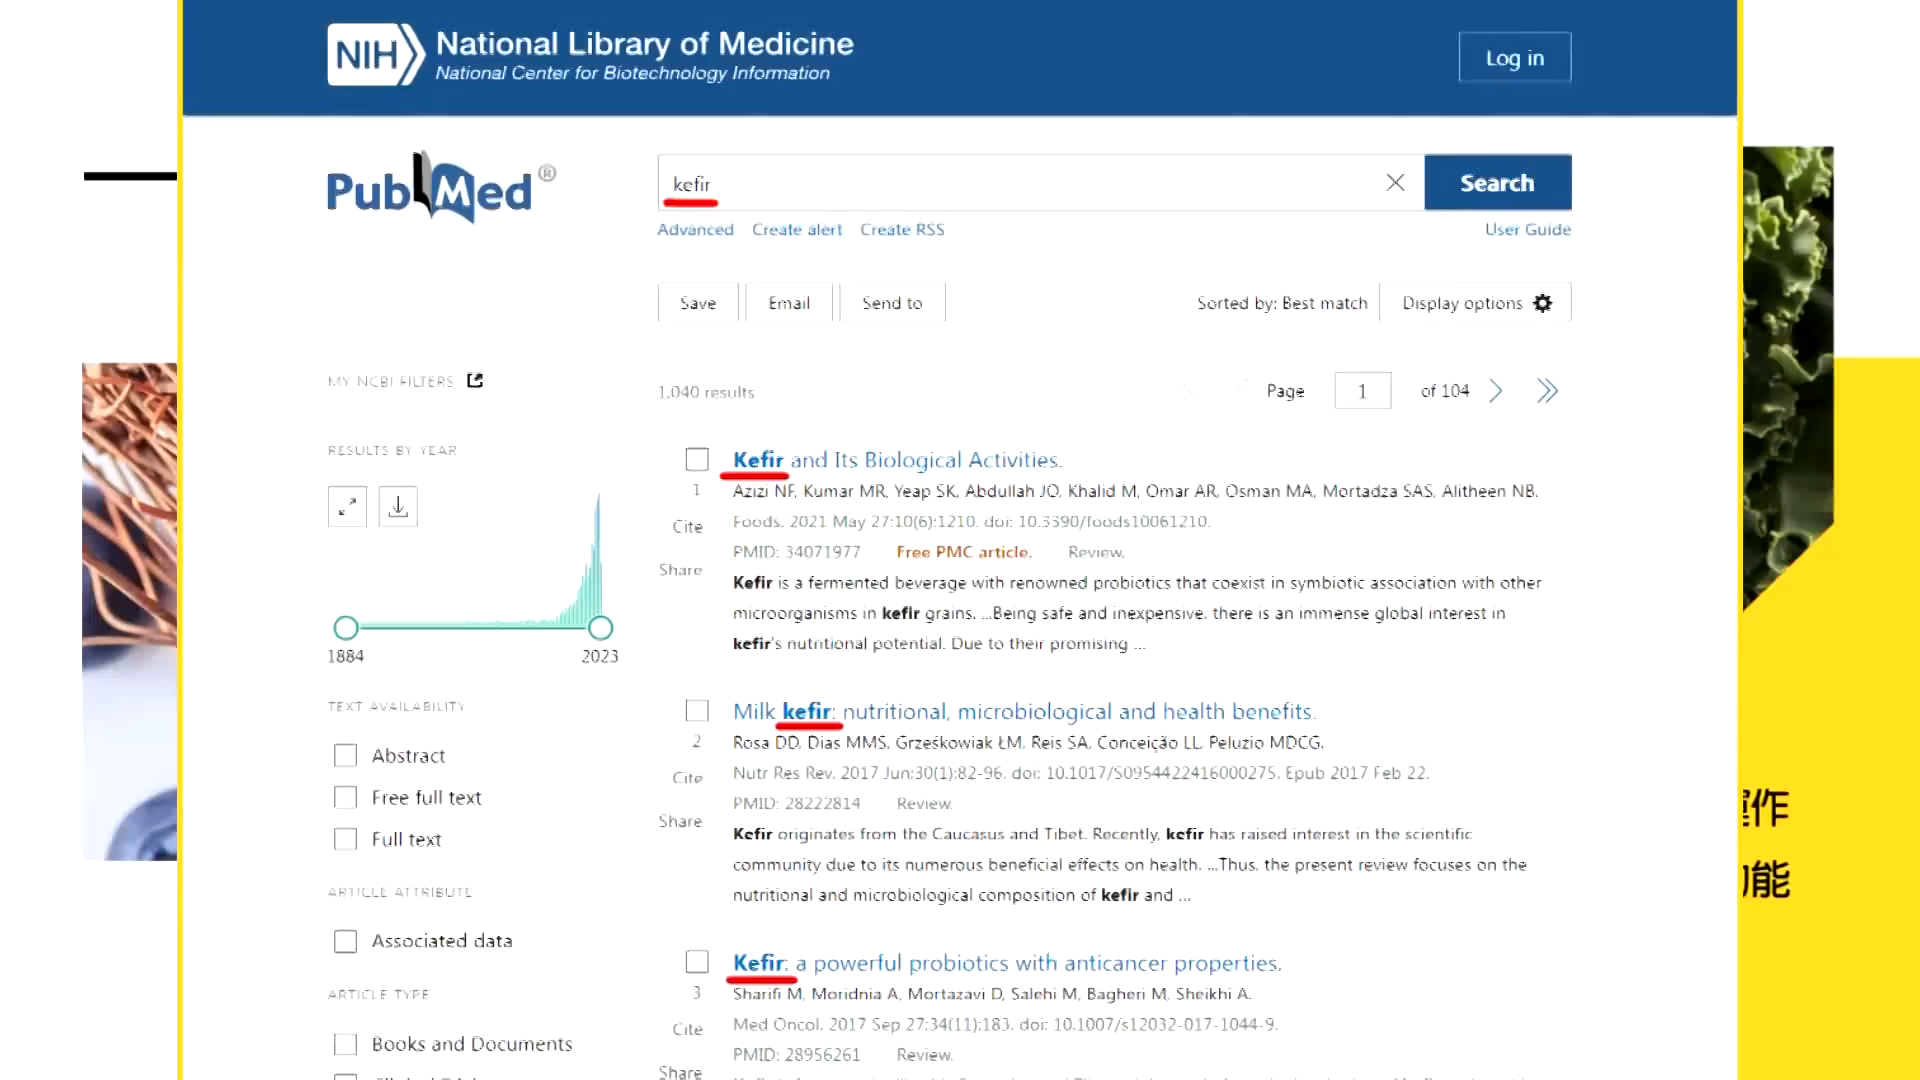 NIH National Library of Medicine
National Center for Biotechnology Information
Log in
PubMed®
kefir
Search
Advanced Create alert Create RSS
User Guide
Save Email Send to
Sorted by: Best match Display options
MY NCBI FILTERS
1,040 results
Page 1 of 104
RESULTS BY YEAR
1884 2023
TEXT AVAILABILITY
Abstract
Free full text
Full text
ARTICLE ATTRIBUTE
Associated data
ARTICLE TYPE
Books and Documents
Kefir and Its Biological Activities.
1
Azizi NF, Kumar MR, Yeap SK, Abdullah JO, Khalid M, Omar AR, Osman MA, Mortadza SAS, Alitheen NB.
Cite
Foods. 2021 May 27;10(6):1210. doi: 10.3390/foods10061210.
PMID: 34071977 Free PMC article. Review.
Share
Kefir is a fermented beverage with renowned probiotics that coexist in symbiotic association with other
microorganisms in kefir grains. ...Being safe and inexpensive, there is an immense global interest in
kefir's nutritional potential. Due to their promising ...
Milk kefir: nutritional, microbiological and health benefits.
2
Rosa DD, Dias MMS, Grześkowiak ŁM, Reis SA, Conceição LL, Peluzio MDCG.
Cite
Nutr Res Rev. 2017 Jun;30(1):82-96. doi: 10.1017/S0954422416000275. Epub 2017 Feb 22.
PMID: 28222814 Review.
Share
Kefir originates from the Caucasus and Tibet. Recently, kefir has raised interest in the scientific
community due to its numerous beneficial effects on health. ...Thus, the present review focuses on the
nutritional and microbiological composition of kefir and ...
Kefir: a powerful probiotics with anticancer properties.
3
Sharifi M, Moridnia A, Mortazavi D, Salehi M, Bagheri M, Sheikhi A.
Cite
Med Oncol. 2017 Sep 27;34(11):183. doi: 10.1007/s12032-017-1044-9.
PMID: 28956261 Review.
Share
作
能